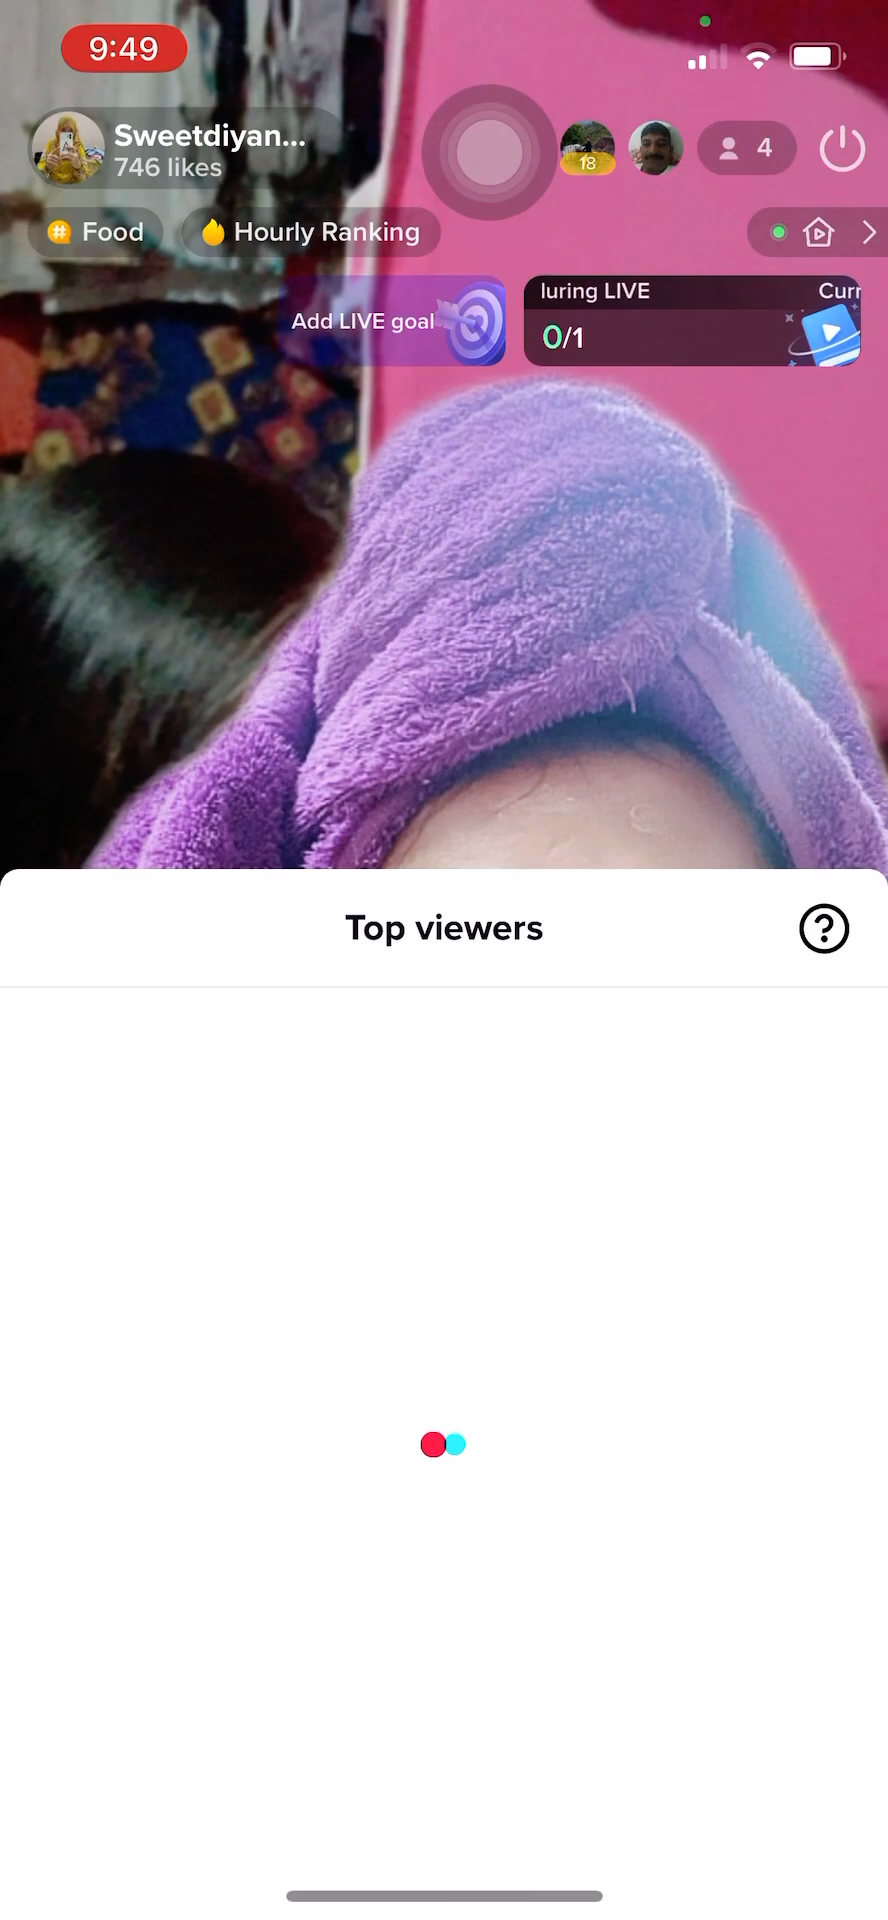 9:49
Sweetdiyan...
746 likes
18
4
Food
Hourly Ranking
Add LIVE goal
luring LIVE
Curr
0/1
Top viewers